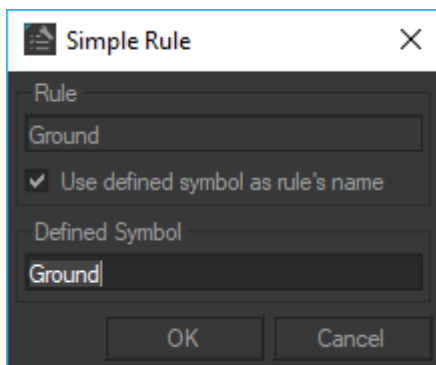 Simple Rule
Rule
Ground
Use defined symbol as rule's name
Defined Symbol
Ground
OK Cancel